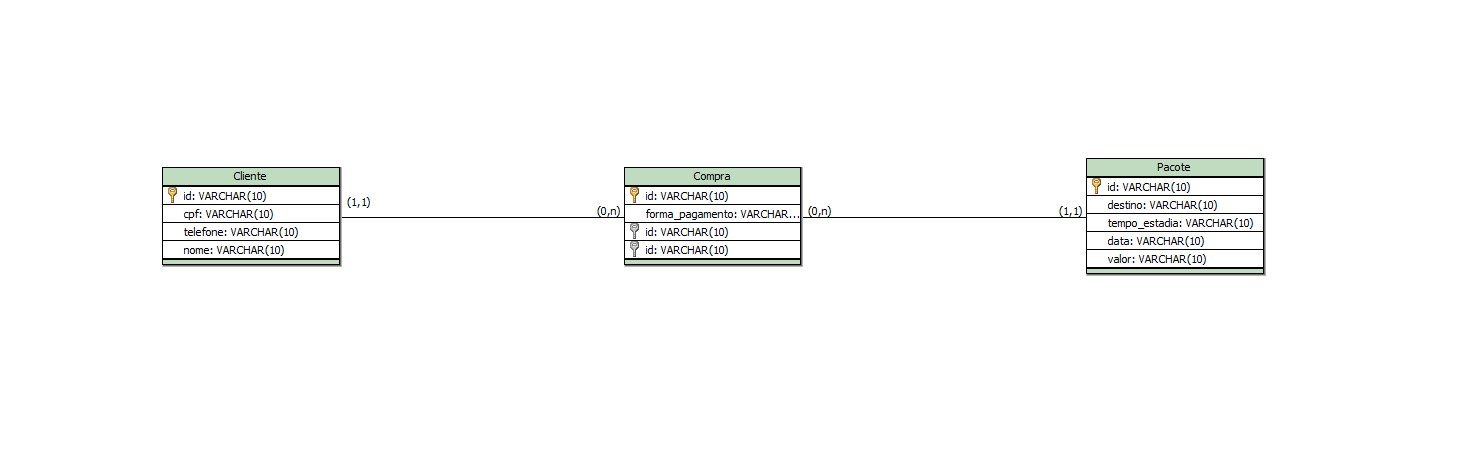 Cliente
id: VARCHAR(10)
cpf: VARCHAR(10)
telefone: VARCHAR(10)
nome: VARCHAR(10)
(1,1)
(0,n)
Compra
id: VARCHAR(10)
forma_pagamento: VARCHAR...
id: VARCHAR(10)
id: VARCHAR(10)
(0,n)
(1,1)
Pacote
id: VARCHAR(10)
destino: VARCHAR(10)
tempo_estadia: VARCHAR(10)
data: VARCHAR(10)
valor: VARCHAR(10)